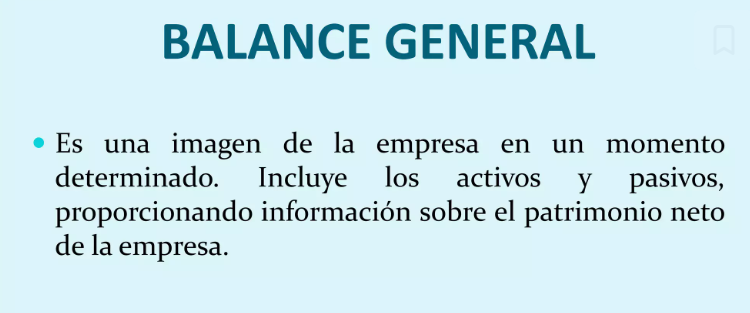 BALANCE GENERAL
Es una imagen de la empresa en un momento
determinado. Incluye los activos y pasivos,
proporcionando información sobre el patrimonio neto
de la empresa.